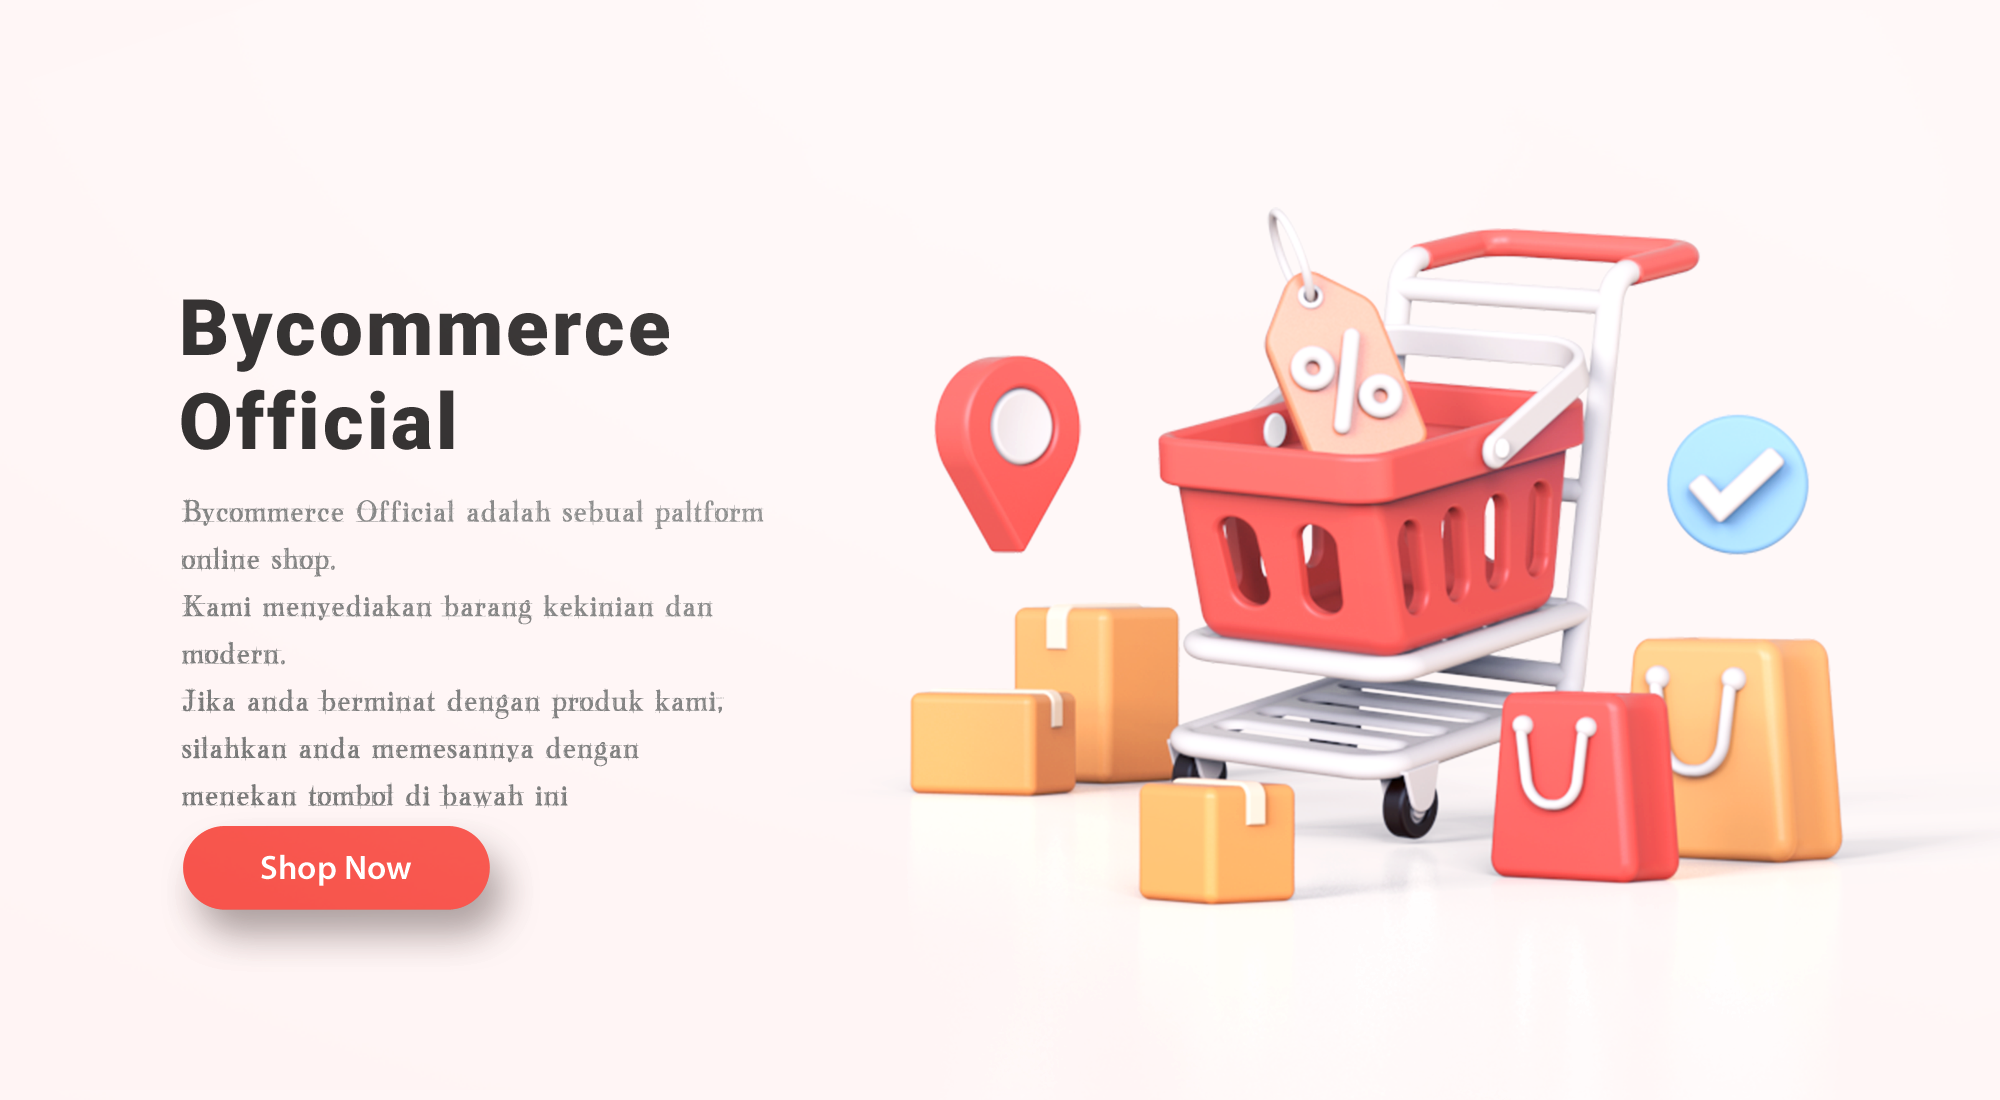 Bycommerce
Official
Bycommerce Official adalah sebual paltform
online shop.
Kami menyediakan barang kekinian dan
modern.
Jika anda berminat dengan produk kami,
silahkan anda memesannya dengan
menekan tombol di bawah ini
Shop Now
%